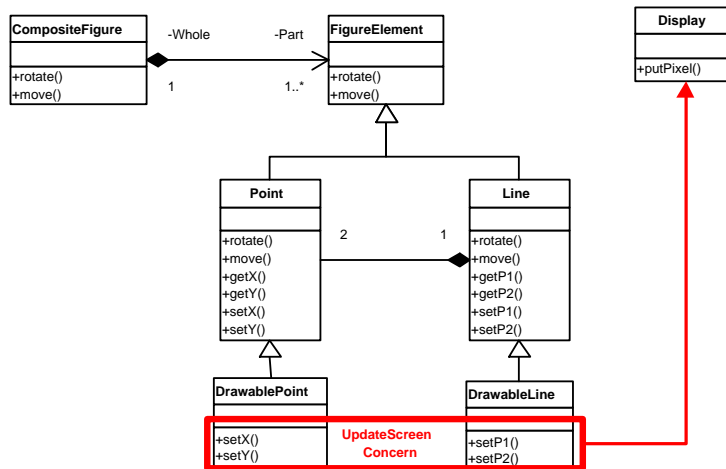 CompositeFigure
+rotate()
+move()
-Whole
-Part
1
1..*
FigureElement
+rotate()
+move()
Display
+putPixel()
Point
+rotate()
+move()
+getX()
+getY()
+setX()
+setY()
2
1
Line
+rotate()
+move()
+getP1()
+getP2()
+setP1()
+setP2()
DrawablePoint
+setX()
+setY()
UpdateScreen
Concern
DrawableLine
+setP1()
+setP2()